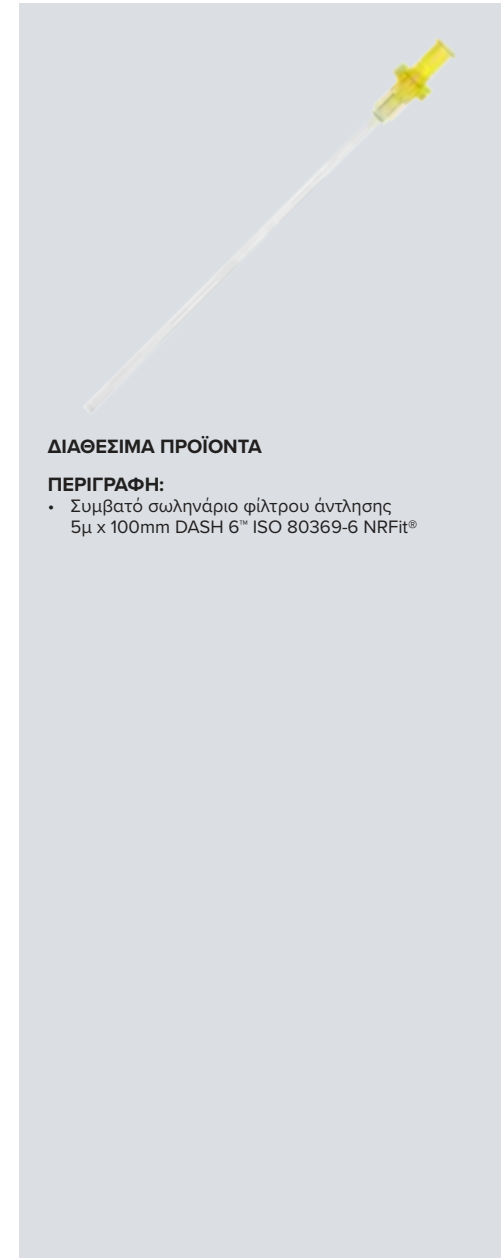 ΔΙΑΘΕΣΙΜΑ ΠΡΟΪΟΝΤΑ
ΠΕΡΙΓΡΑΦΗ:
• Συμβατό σωληνάριο φίλτρου άντλησης
5μ x 100mm DASH 6™ ISO 80369-6 NRFit®